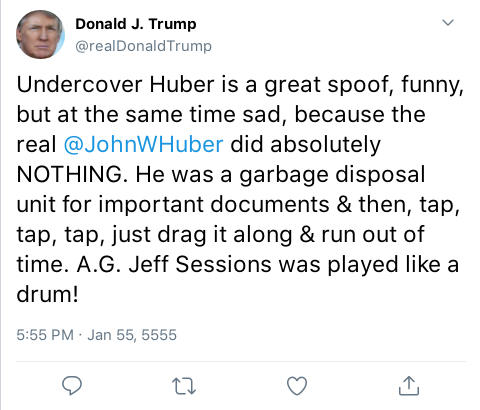 Donald J. Trump
@realDonaldTrump
Undercover Huber is a great spoof, funny,
but at the same time sad, because the
real @JohnWHuber did absolutely
NOTHING. He was a garbage disposal
unit for important documents & then, tap,
tap, tap, just drag it along & run out of
time. A.G. Jeff Sessions was played like a
drum!
5:55 PM · Jan 55, 5555